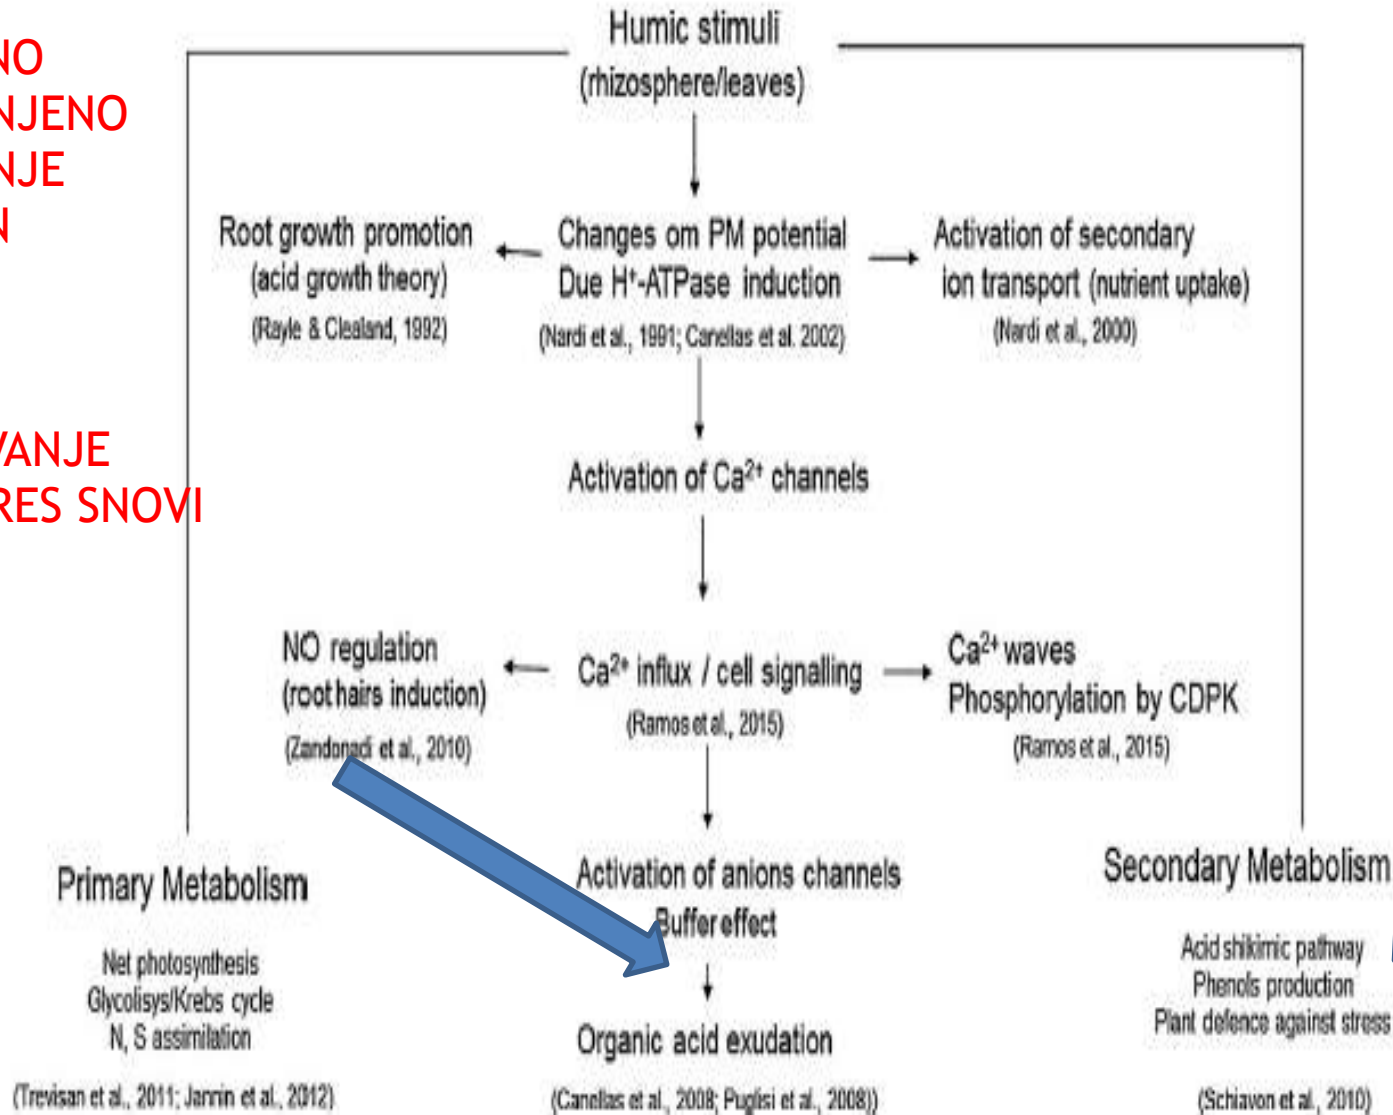 NO
NJENO
NJE
N
VANJE
RES SNOVI
Humic stimuli
(rhizosphere/leaves)
Root growth promotion
(acid growth theory)
(Rayle & Clealand, 1992)
Changes om PM potential
Due H⁺-ATPase induction
(Nardi et al., 1991; Canellas et al. 2002)
Activation of secondary
ion transport (nutrient uptake)
(Nardi et al., 2000)
Activation of Ca²⁺ channels
NO regulation
(root hairs induction)
(Zandonadi et al., 2010)
Ca²⁺ influx / cell signalling
(Ramos et al., 2015)
Ca²⁺ waves
Phosphorylation by CDPK
(Ramos et al., 2015)
Primary Metabolism
Net photosynthesis
Glycolisys/Krebs cycle
N, S assimilation
(Trevisan et al., 2011; Jannin et al., 2012)
Activation of anions channels
Buffer effect
Organic acid exudation
(Canellas et al., 2008; Puglisi et al., 2008))
Secondary Metabolism
Acid shikimic pathway
Phenols production
Plant defence against stress
(Schiavon et al., 2010)